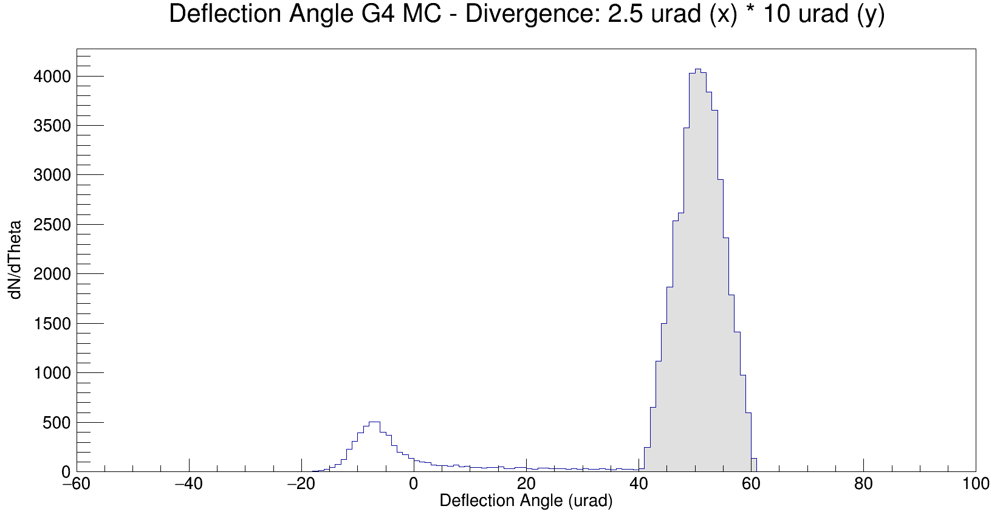 Deflection Angle G4 MC - Divergence: 2.5 urad (x) * 10 urad (y)
4000
3500
3000
2500
2000
1500
1000
500
0
dN/dTheta
−60 −40 −20 0 20 40 60 80 100
Deflection Angle (urad)